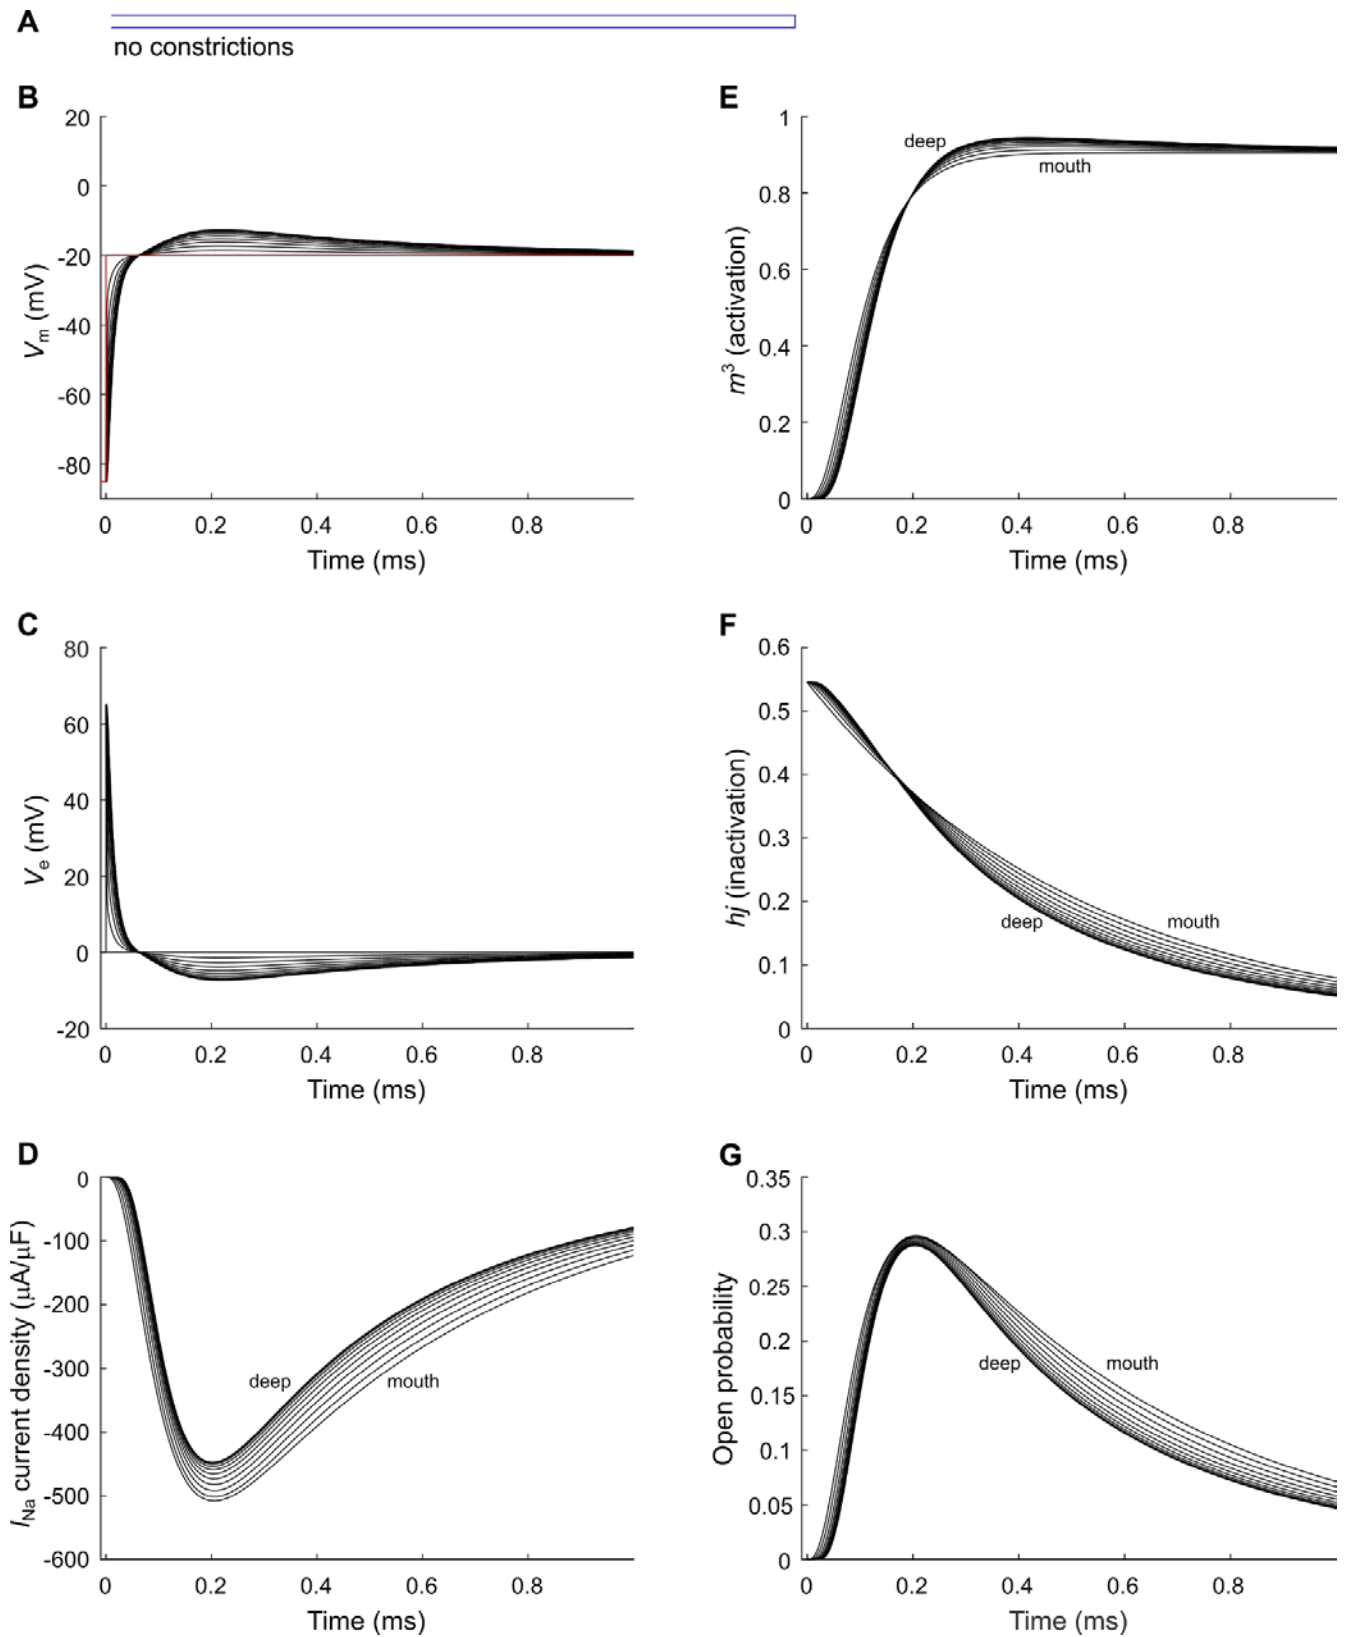 A
no constrictions
B
20
0
-20
-40
-60
-80
V_m (mV)
0 0.2 0.4 0.6 0.8
Time (ms)
C
80
60
40
20
0
-20
V_e (mV)
0 0.2 0.4 0.6 0.8
Time (ms)
D
0
-100
-200
-300
-400
-500
-600
I_Na current density (µA/µF)
deep mouth
0 0.2 0.4 0.6 0.8
Time (ms)
E
1
0.8
0.6
0.4
0.2
0
m³ (activation)
deep
mouth
0 0.2 0.4 0.6 0.8
Time (ms)
F
0.6
0.5
0.4
0.3
0.2
0.1
0
hj (inactivation)
deep mouth
0 0.2 0.4 0.6 0.8
Time (ms)
G
0.35
0.3
0.25
0.2
0.15
0.1
0.05
0
Open probability
deep mouth
0 0.2 0.4 0.6 0.8
Time (ms)